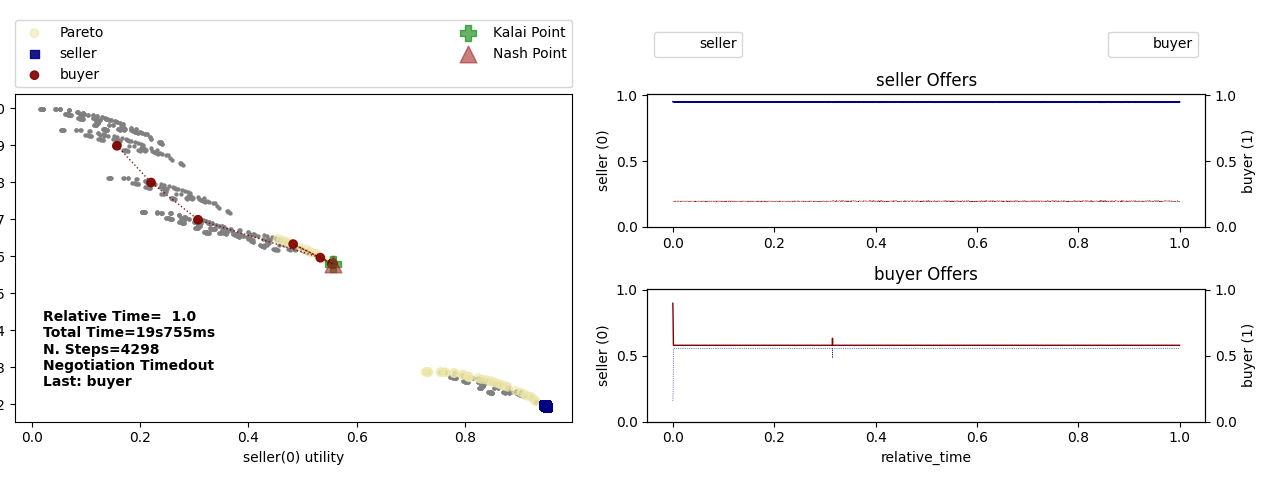 Pareto
seller
buyer
Kalai Point
Nash Point
0
9
8
7
6
5
4
3
2
Relative Time=  1.0
Total Time=19s755ms
N. Steps=4298
Negotiation Timedout
Last: buyer
0.0 0.2 0.4 0.6 0.8
seller(0) utility
seller
buyer
seller Offers
seller (0)
1.0
0.5
0.0
1.0
0.5
0.0
buyer (1)
0.0 0.2 0.4 0.6 0.8 1.0
buyer Offers
seller (0)
1.0
0.5
0.0
1.0
0.5
0.0
buyer (1)
0.0 0.2 0.4 0.6 0.8 1.0
relative_time